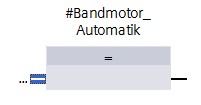 #Bandmotor_
Automatik
=
...